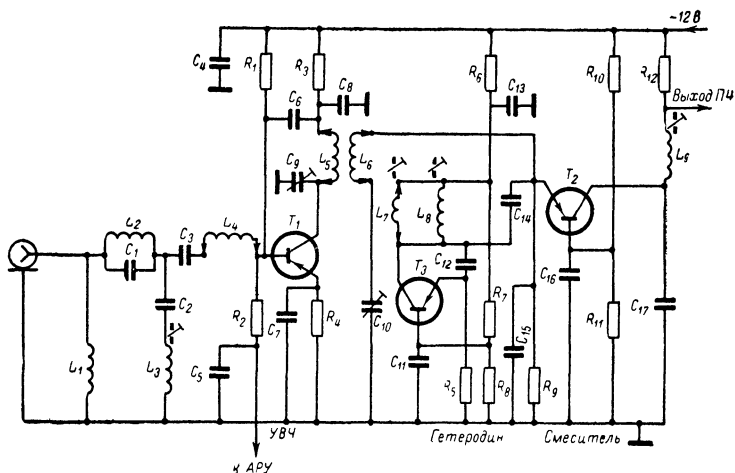 -12В
C4
R1
R3
R6
R10
R12
C8
C13
C6
Выход ПЧ
C9
L5
L6
L9
T2
L2
L7
L8
C14
C1
C3
L4
T1
C12
T3
C16
C2
R2
C7
R4
C10
R7
C15
R11
C17
C11
L1
L3
C5
R5
R8
R9
УВЧ
Гетеродин
Смеситель
к АРУ